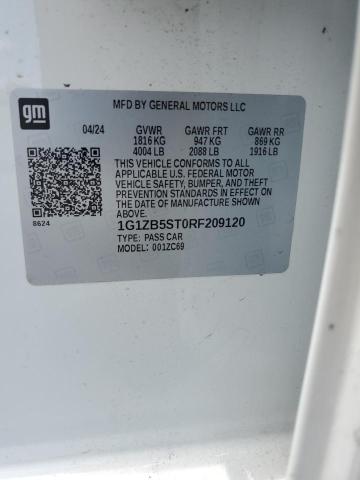 gm
MFD BY GENERAL MOTORS LLC
04/24 GVWR GAWR FRT GAWR RR
1816 KG 947 KG 869 KG
4004 LB 2088 LB 1916 LB
THIS VEHICLE CONFORMS TO ALL
APPLICABLE U.S. FEDERAL MOTOR
VEHICLE SAFETY, BUMPER, AND THEFT
PREVENTION STANDARDS IN EFFECT ON
THE DATE OF MANUFACTURE SHOWN
ABOVE.
8624
1G1ZB5ST0RF209120
TYPE: PASS CAR
MODEL: 001ZC69